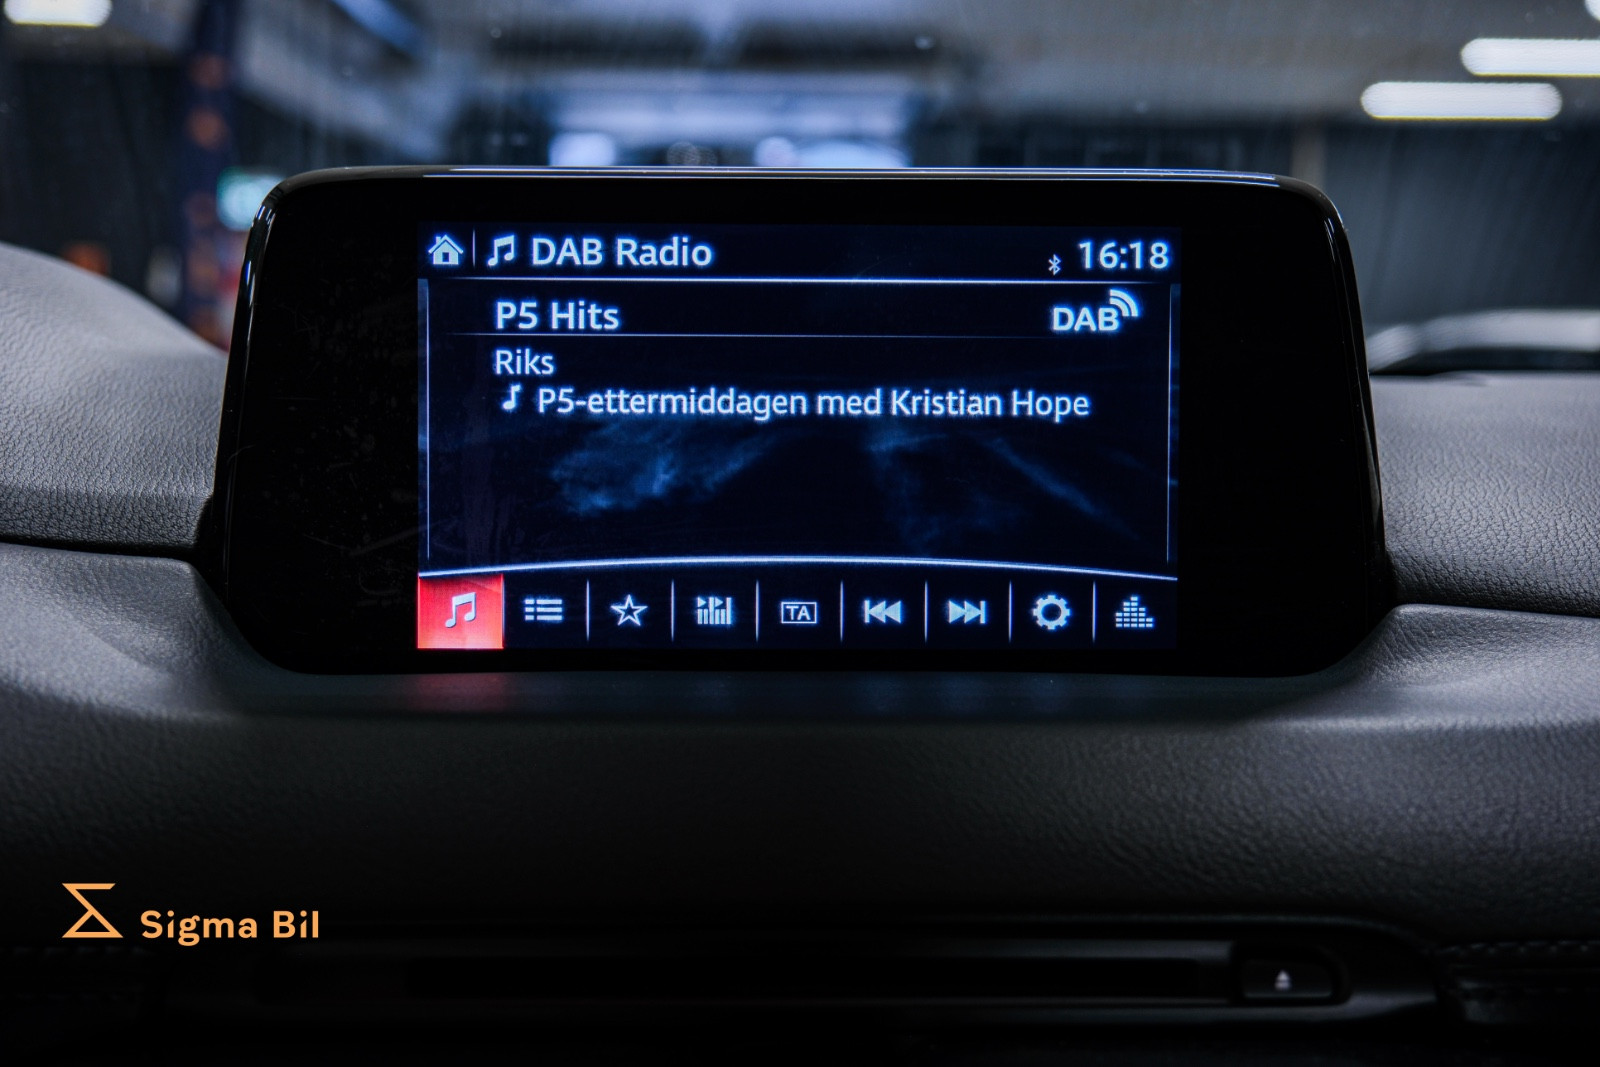 DAB Radio
16:18
P5 Hits
DAB
Riks
P5-ettermiddagen med Kristian Hope
TA
Sigma Bil